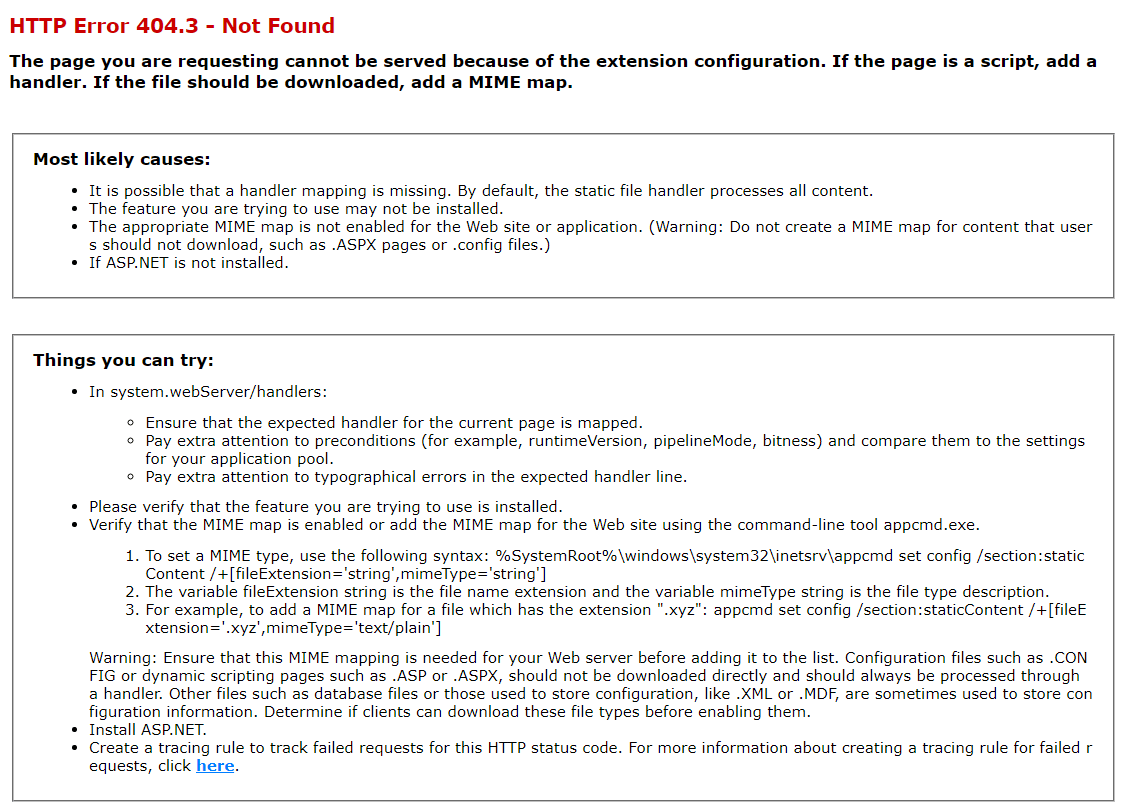 HTTP Error 404.3 - Not Found
The page you are requesting cannot be served because of the extension configuration. If the page is a script, add a
handler. If the file should be downloaded, add a MIME map.
Most likely causes:
It is possible that a handler mapping is missing. By default, the static file handler processes all content.
The feature you are trying to use may not be installed.
The appropriate MIME map is not enabled for the Web site or application. (Warning: Do not create a MIME map for content that user
s should not download, such as .ASPX pages or .config files.)
If ASP.NET is not installed.
Things you can try:
In system.webServer/handlers:
Ensure that the expected handler for the current page is mapped.
Pay extra attention to preconditions (for example, runtimeVersion, pipelineMode, bitness) and compare them to the settings
for your application pool.
Pay extra attention to typographical errors in the expected handler line.
Please verify that the feature you are trying to use is installed.
Verify that the MIME map is enabled or add the MIME map for the Web site using the command-line tool appcmd.exe.
1. To set a MIME type, use the following syntax: %SystemRoot%\windows\system32\inetsrv\appcmd set config /section:static
Content /+[fileExtension='string',mimeType='string']
2. The variable fileExtension string is the file name extension and the variable mimeType string is the file type description.
3. For example, to add a MIME map for a file which has the extension ".xyz": appcmd set config /section:staticContent /+[fileE
xtension='.xyz',mimeType='text/plain']
Warning: Ensure that this MIME mapping is needed for your Web server before adding it to the list. Configuration files such as .CON
FIG or dynamic scripting pages such as .ASP or .ASPX, should not be downloaded directly and should always be processed through
a handler. Other files such as database files or those used to store configuration, like .XML or .MDF, are sometimes used to store con
figuration information. Determine if clients can download these file types before enabling them.
Install ASP.NET.
Create a tracing rule to track failed requests for this HTTP status code. For more information about creating a tracing rule for failed r
equests, click here.